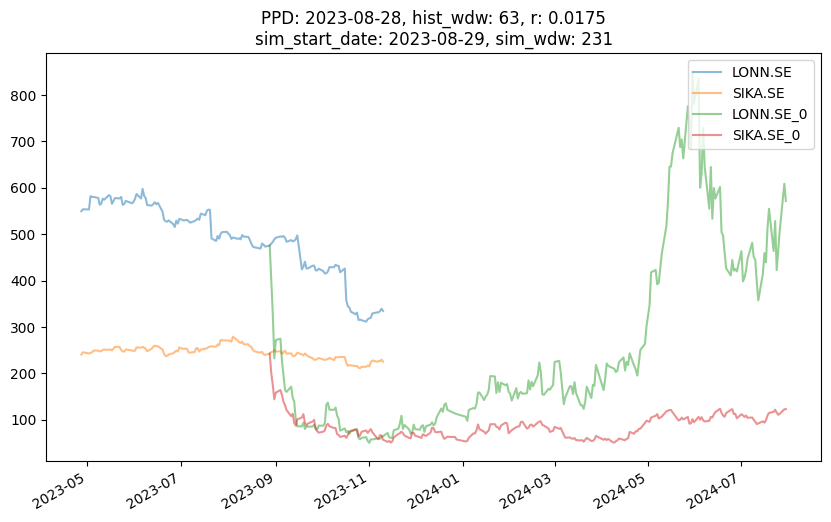 PPD: 2023-08-28, hist_wdw: 63, r: 0.0175
sim_start_date: 2023-08-29, sim_wdw: 231
LONN.SE
SIKA.SE
LONN.SE_0
SIKA.SE_0
800
700
600
500
400
300
200
100
2023-05
2023-07
2023-09
2023-11
2024-01
2024-03
2024-05
2024-07